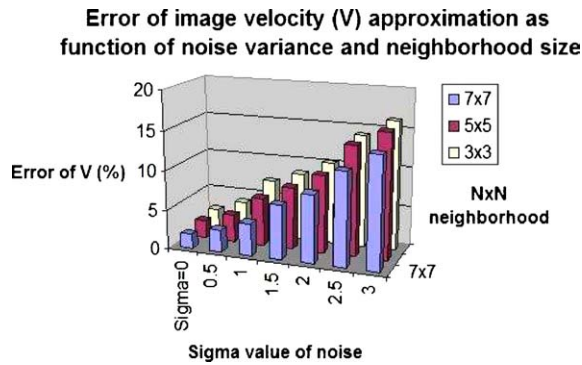 Error of image velocity (V) approximation as
function of noise variance and neighborhood size
20
15
10
5
0
Error of V (%)
Sigma=0
0.5
1
1.5
2
2.5
3
7x7
Sigma value of noise
7x7
5x5
3x3
NxN
neighborhood